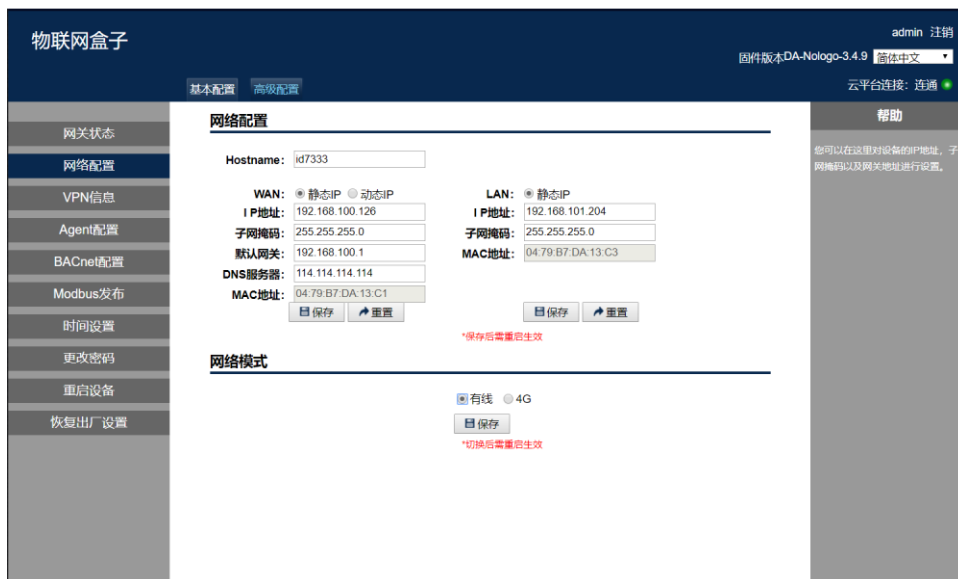 物联网盒子
admin 注销
固件版本DA-Nologo-3.4.9 简体中文
基本配置 高级配置
云平台连接：连通
网关状态
网络配置
VPN信息
Agent配置
BACnet配置
Modbus发布
时间设置
更改密码
重启设备
恢复出厂设置
网络配置
Hostname： id7333
WAN： 静态IP 动态IP
I P地址： 192.168.100.126
子网掩码： 255.255.255.0
默认网关： 192.168.100.1
DNS服务器： 114.114.114.114
MAC地址： 04:79:B7:DA:13:C1
保存 重置
LAN： 静态IP
I P地址： 192.168.101.204
子网掩码： 255.255.255.0
MAC地址： 04:79:B7:DA:13:C3
保存 重置
*保存后需重启生效
网络模式
有线 4G
保存
*切换后需重启生效
帮助
您可以在这里对设备的IP地址，子
网掩码以及网关地址进行设置。